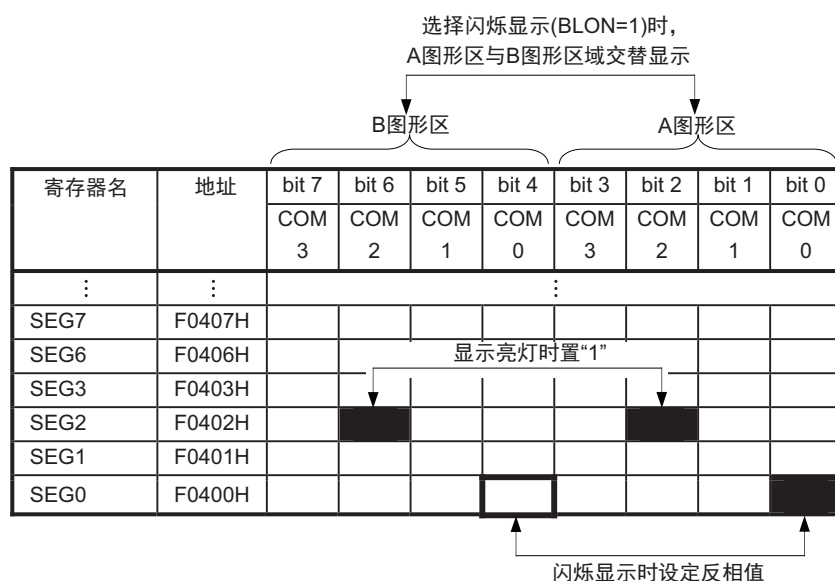 选择闪烁显示(BLON=1)时，
A图形区与B图形区域交替显示
B图形区 A图形区
寄存器名 地址 bit 7 bit 6 bit 5 bit 4 bit 3 bit 2 bit 1 bit 0
COM COM COM COM COM COM COM COM
3 2 1 0 3 2 1 0
⋮ ⋮ ⋮
SEG7 F0407H
SEG6 F0406H
显示亮灯时置“1”
SEG3 F0403H
SEG2 F0402H
SEG1 F0401H
SEG0 F0400H
闪烁显示时设定反相值